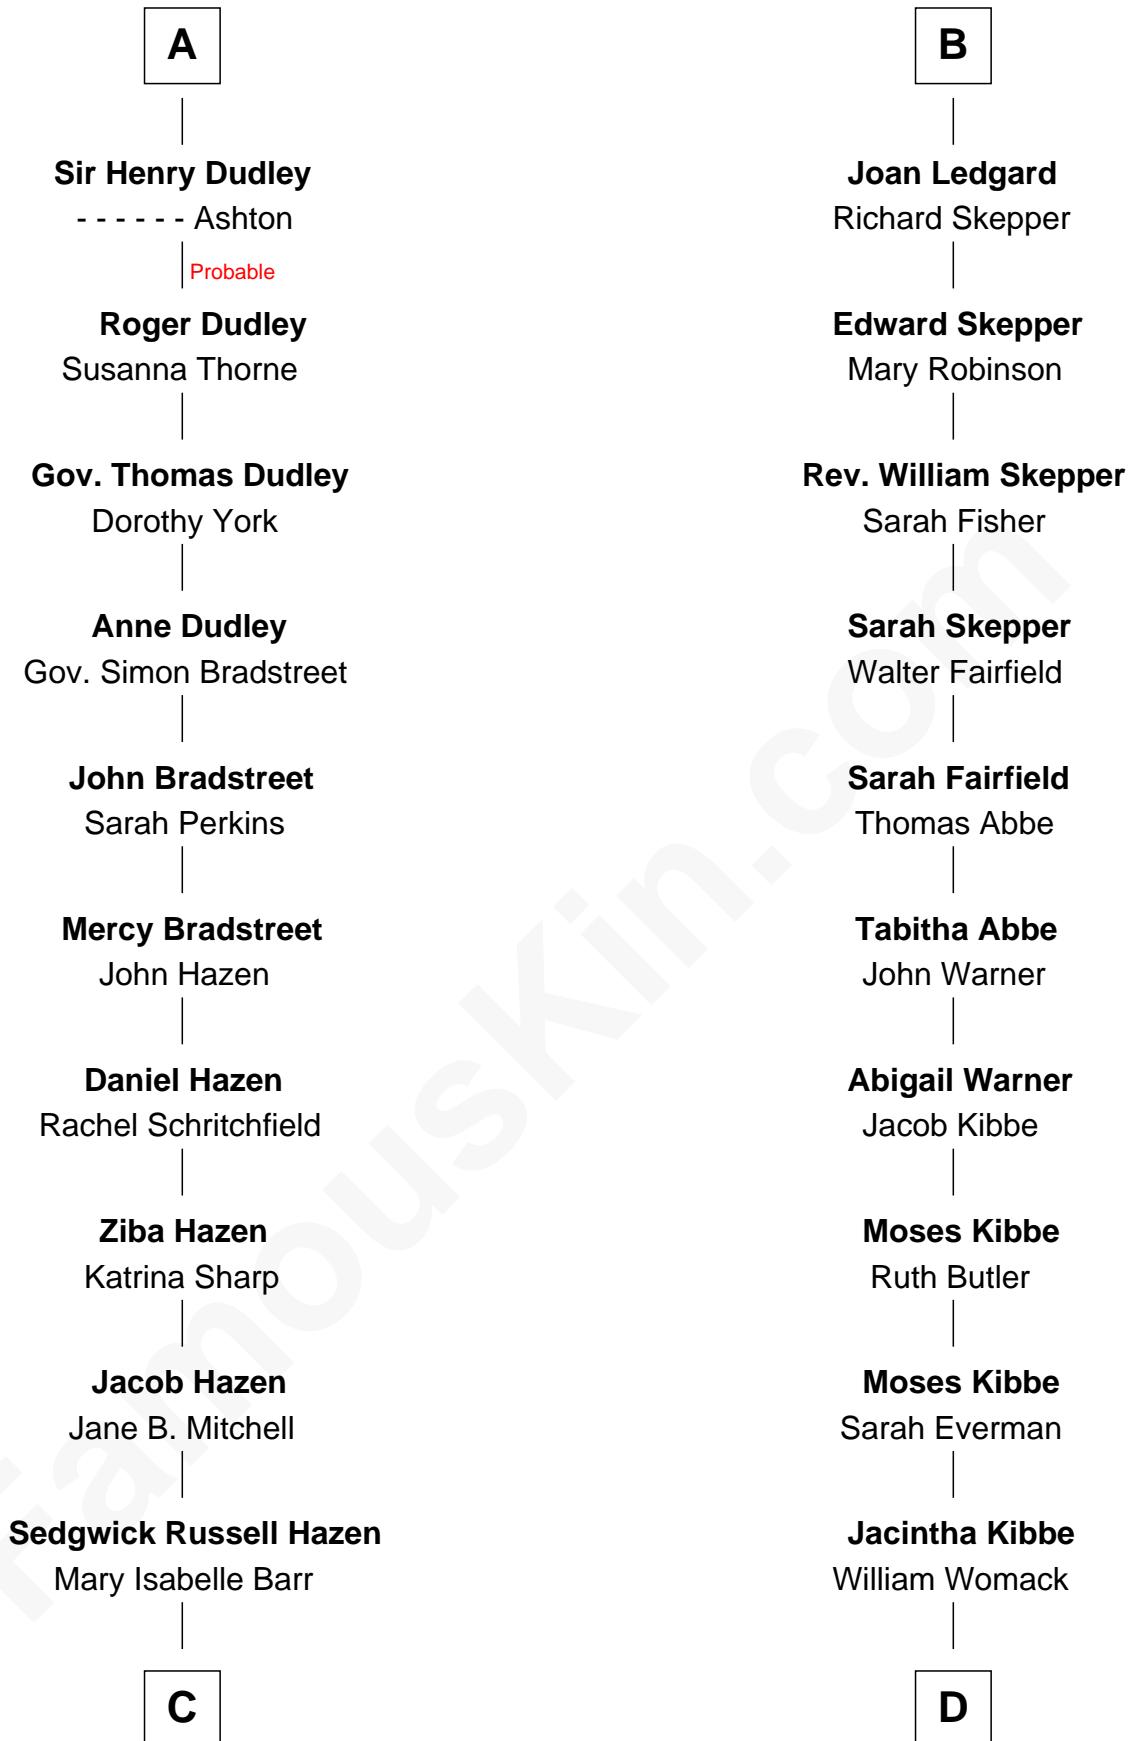 A
Sir Henry Dudley
- - - - - - Ashton
Probable
Roger Dudley
Susanna Thorne
Gov. Thomas Dudley
Dorothy York
Anne Dudley
Gov. Simon Bradstreet
John Bradstreet
Sarah Perkins
Mercy Bradstreet
John Hazen
Daniel Hazen
Rachel Schritchfield
Ziba Hazen
Katrina Sharp
Jacob Hazen
Jane B. Mitchell
Sedgwick Russell Hazen
Mary Isabelle Barr
C
B
Joan Ledgard
Richard Skepper
Edward Skepper
Mary Robinson
Rev. William Skepper
Sarah Fisher
Sarah Skepper
Walter Fairfield
Sarah Fairfield
Thomas Abbe
Tabitha Abbe
John Warner
Abigail Warner
Jacob Kibbe
Moses Kibbe
Ruth Butler
Moses Kibbe
Sarah Everman
Jacintha Kibbe
William Womack
D
FamousKin.com